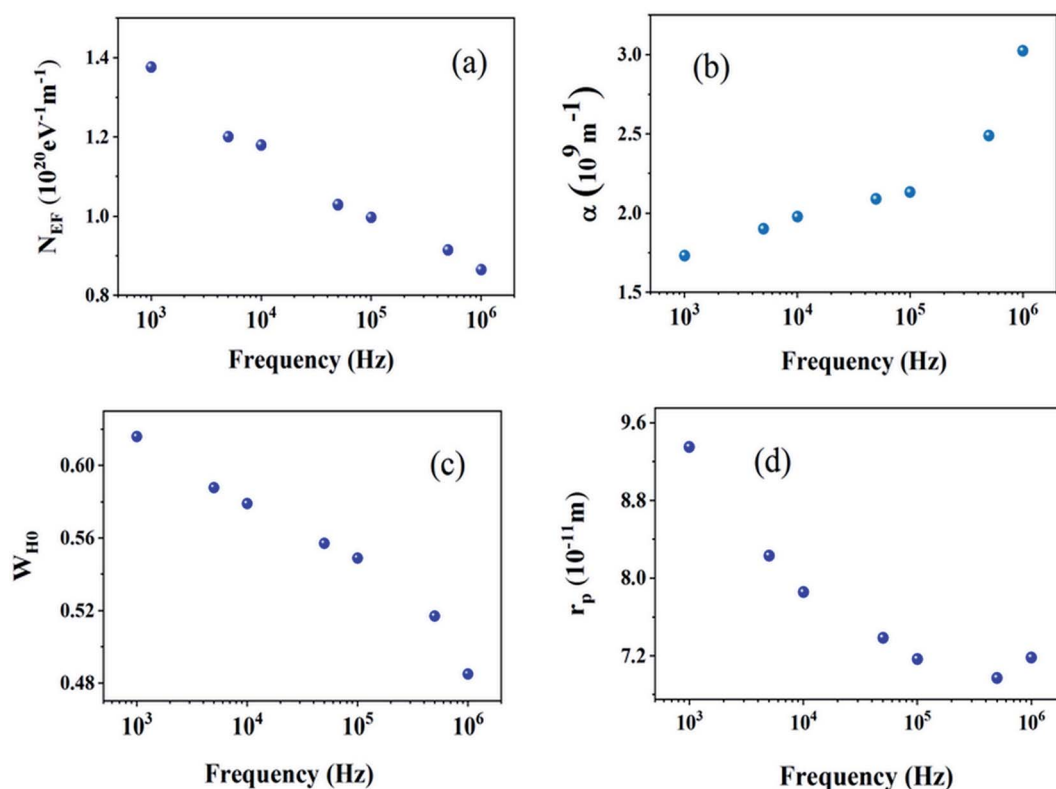 (a)
N_EF (10^20 eV^-1 m^-1)
1.4
1.2
1.0
0.8
10^3 10^4 10^5 10^6
Frequency (Hz)
(b)
α (10^9 m^-1)
3.0
2.5
2.0
1.5
10^3 10^4 10^5 10^6
Frequency (Hz)
(c)
W_H0
0.60
0.56
0.52
0.48
10^3 10^4 10^5 10^6
Frequency (Hz)
(d)
r_p (10^-11 m)
9.6
8.8
8.0
7.2
10^3 10^4 10^5 10^6
Frequency (Hz)